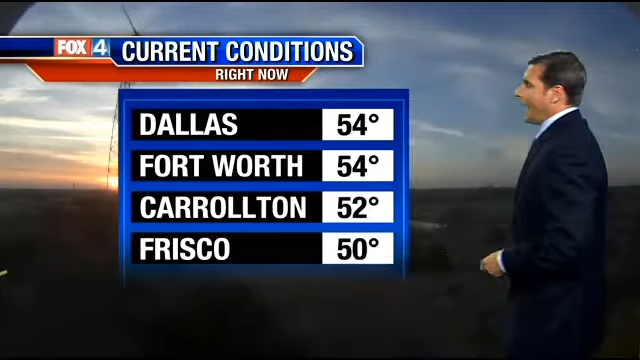 FOX 4 CURRENT CONDITIONS
RIGHT NOW
DALLAS 54°
FORT WORTH 54°
CARROLLTON 52°
FRISCO 50°